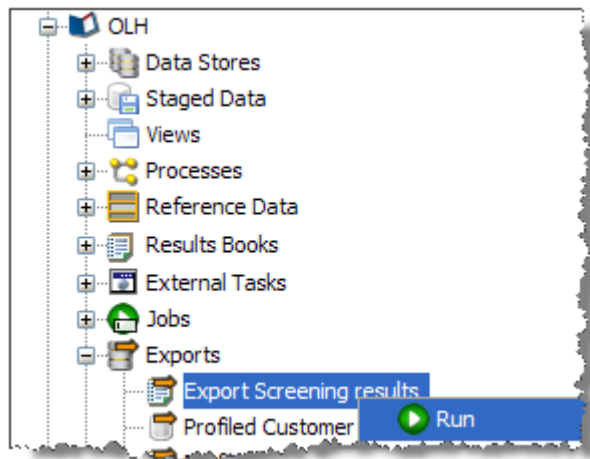 OLH
Data Stores
Staged Data
Views
Processes
Reference Data
Results Books
External Tasks
Jobs
Exports
Export Screening results
Run
Profiled Customer